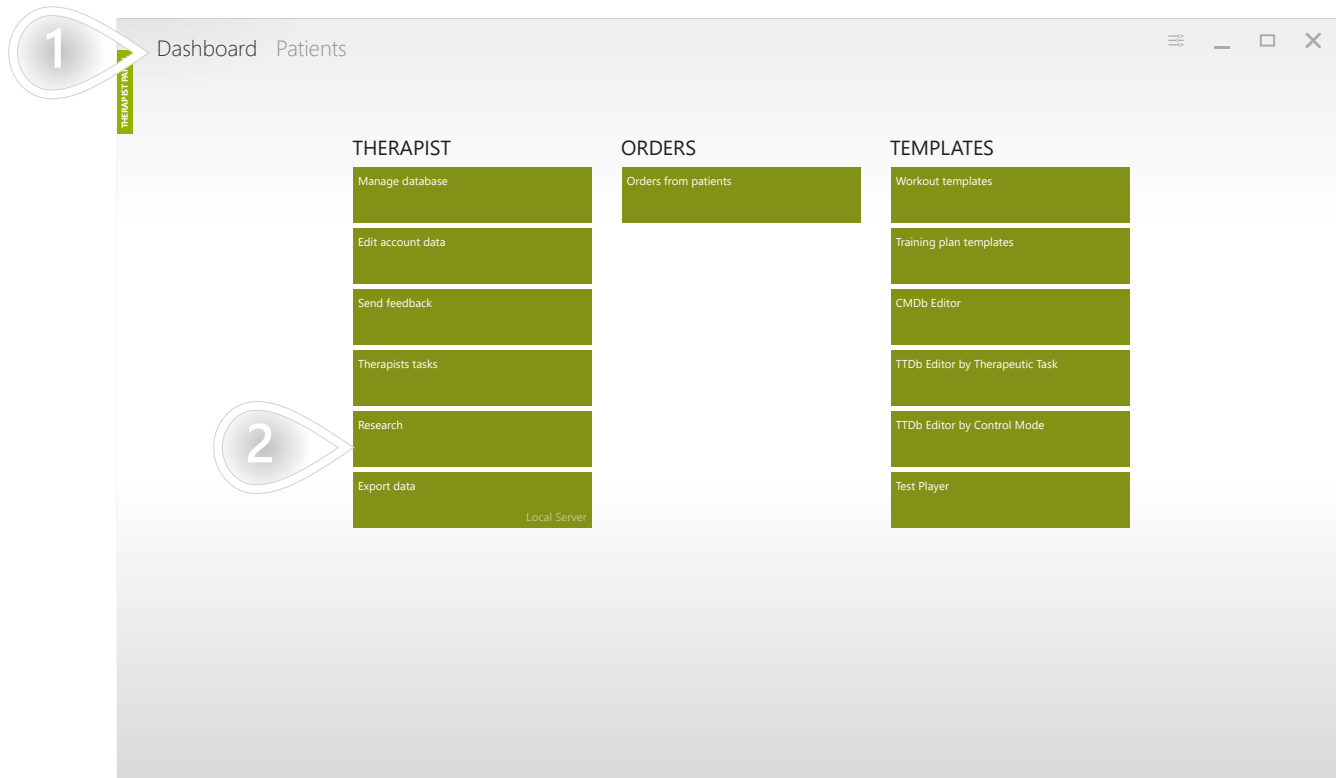 1
Dashboard Patients
THERAPIST
THERAPIST
Manage database
Edit account data
Send feedback
Therapists tasks
2
Research
Export data
Local Server
ORDERS
Orders from patients
TEMPLATES
Workout templates
Training plan templates
CMDb Editor
TTDb Editor by Therapeutic Task
TTDb Editor by Control Mode
Test Player